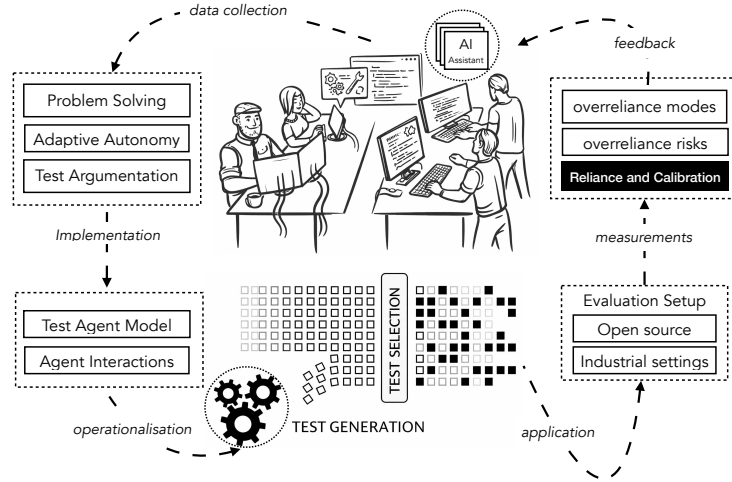 data collection
AI
Assistant
feedback
Problem Solving
Adaptive Autonomy
Test Argumentation
overreliance modes
overreliance risks
Reliance and Calibration
Implementation
measurements
Test Agent Model
Agent Interactions
TEST SELECTION
Evaluation Setup
Open source
Industrial settings
operationalisation
TEST GENERATION
application